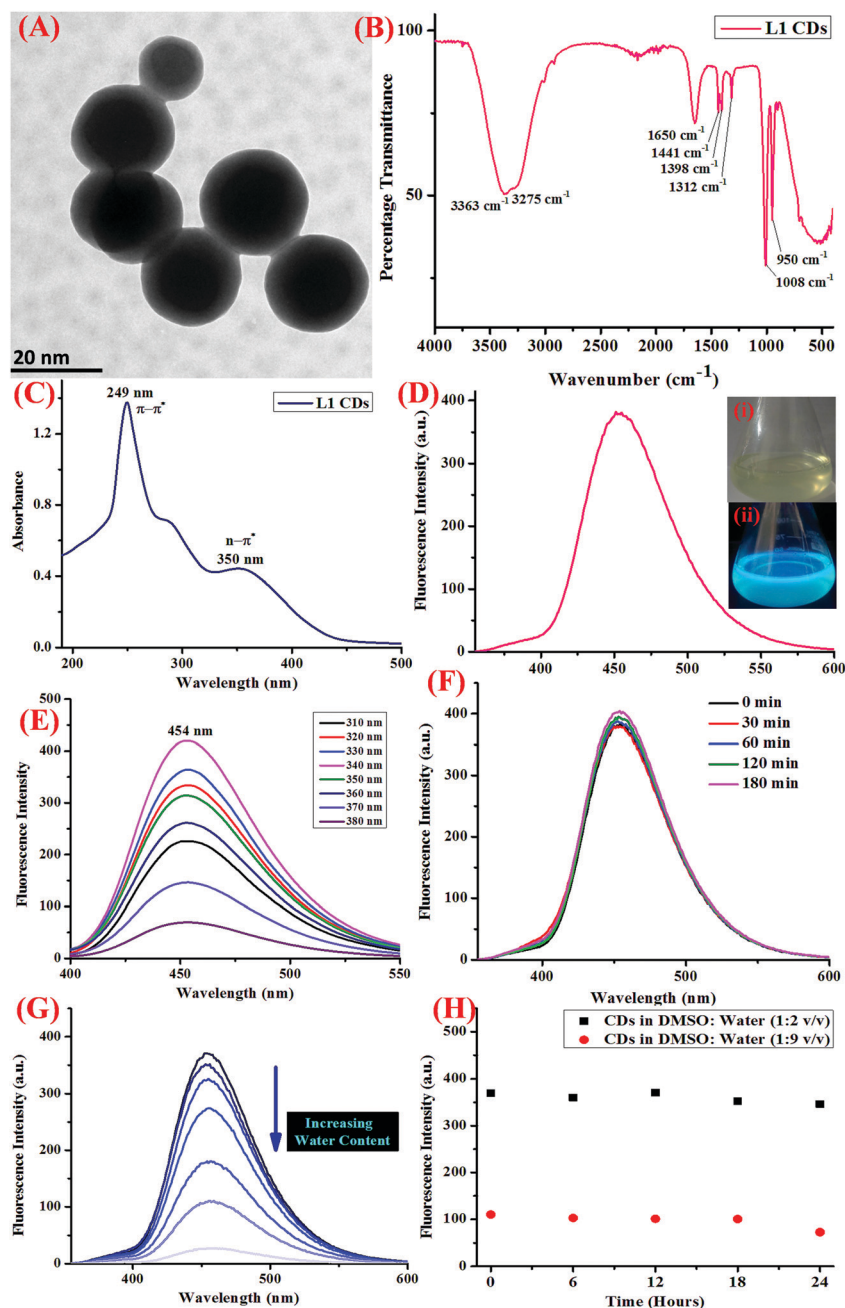 (A)
20 nm
(B)
L1 CDs
Percentage Transmittance
100
50
3363 cm-1
3275 cm-1
1650 cm-1
1441 cm-1
1398 cm-1
1312 cm-1
950 cm-1
1008 cm-1
4000 3500 3000 2500 2000 1500 1000 500
Wavenumber (cm-1)
(C)
249 nm
π–π*
L1 CDs
n–π*
350 nm
Absorbance
1.2
0.8
0.4
0.0
200 300 400 500
Wavelength (nm)
(D)
(i)
(ii)
Fluorescence Intensity (a.u.)
400
300
200
100
0
400 450 500 550 600
Wavelength (nm)
(E)
454 nm
310 nm
320 nm
330 nm
340 nm
350 nm
360 nm
370 nm
380 nm
Fluorescence Intensity
500
400
300
200
100
0
400 450 500 550
Wavelength (nm)
(F)
0 min
30 min
60 min
120 min
180 min
Fluorescence Intensity (a.u.)
400
300
200
100
0
400 450 500 550 600
Wavelength (nm)
(G)
Increasing
Water Content
Fluorescence Intensity (a.u.)
400
300
200
100
0
400 450 500 550 600
Wavelength (nm)
(H)
CDs in DMSO: Water (1:2 v/v)
CDs in DMSO: Water (1:9 v/v)
Fluorescence Intensity (a.u.)
500
400
300
200
100
0
0 6 12 18 24
Time (Hours)